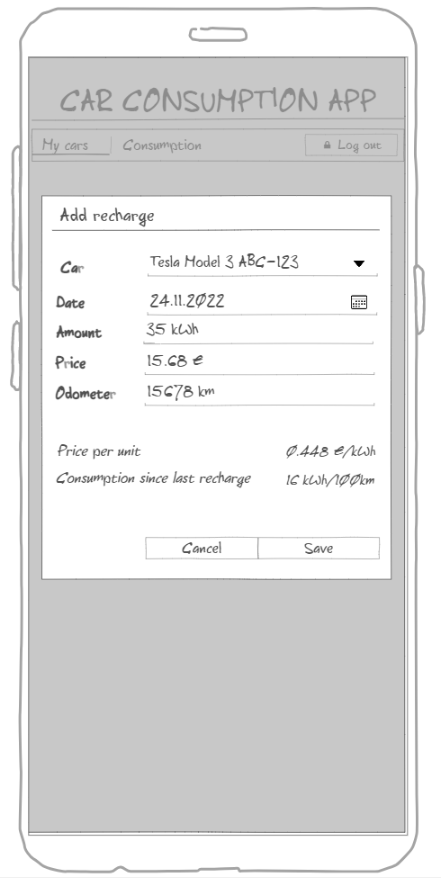 CAR CONSUMPTION APP
My cars Consumption Log out
Add recharge
Car Tesla Model 3 ABC-123
Date 24.11.2022
Amount 35 kWh
Price 15.68 €
Odometer 15678 km
Price per unit 0.448 €/kWh
Consumption since last recharge 16 kWh/100km
Cancel Save